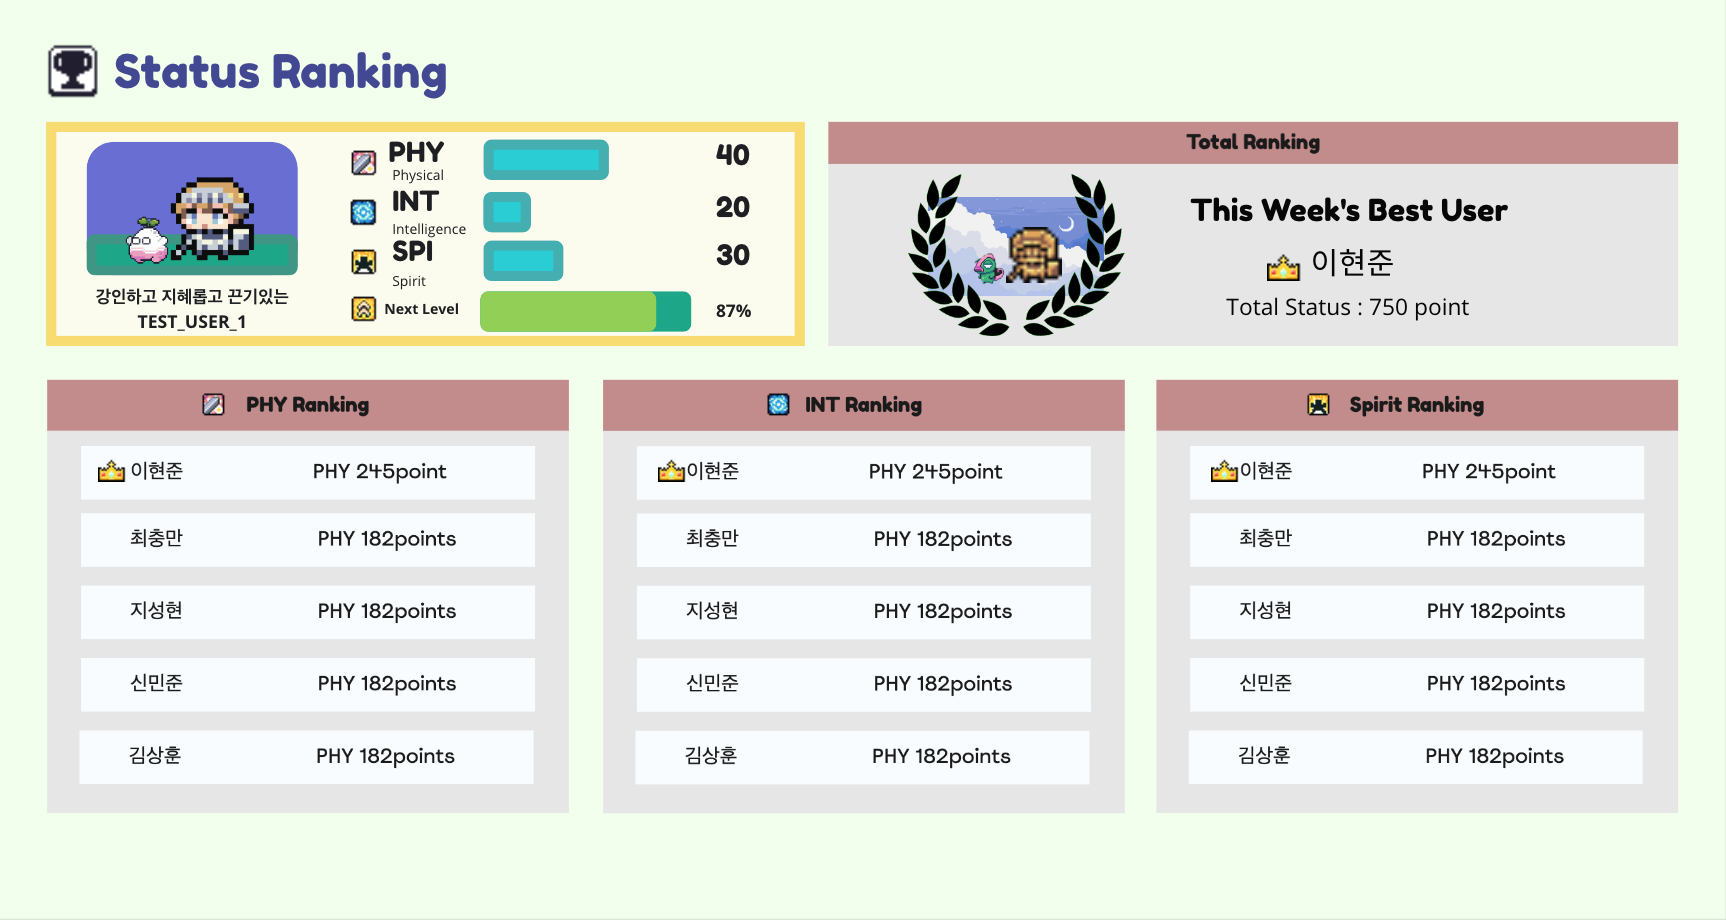 Status Ranking
PHY
Physical
40
INT
Intelligence
20
SPI
Spirit
30
Next Level
87%
강인하고 지혜롭고 끈기있는
TEST_USER_1
Total Ranking
This Week's Best User
이현준
Total Status : 750 point
PHY Ranking
이현준 PHY 245point
최충만 PHY 182points
지성현 PHY 182points
신민준 PHY 182points
김상훈 PHY 182points
INT Ranking
이현준 PHY 245point
최충만 PHY 182points
지성현 PHY 182points
신민준 PHY 182points
김상훈 PHY 182points
Spirit Ranking
이현준 PHY 245point
최충만 PHY 182points
지성현 PHY 182points
신민준 PHY 182points
김상훈 PHY 182points